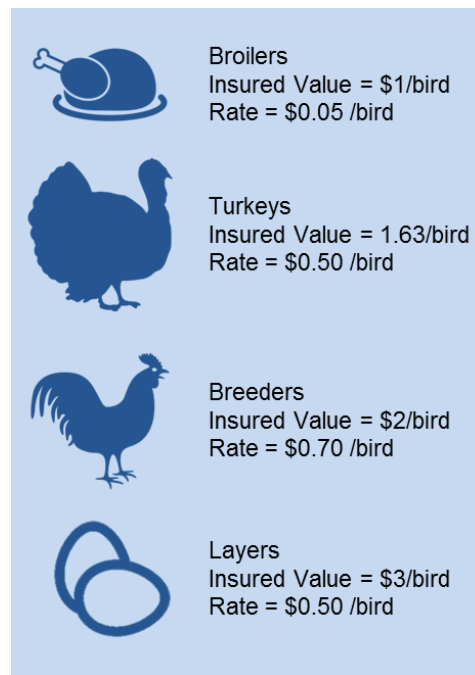 Broilers
Insured Value = $1/bird
Rate = $0.05 /bird
Turkeys
Insured Value = 1.63/bird
Rate = $0.50 /bird
Breeders
Insured Value = $2/bird
Rate = $0.70 /bird
Layers
Insured Value = $3/bird
Rate = $0.50 /bird